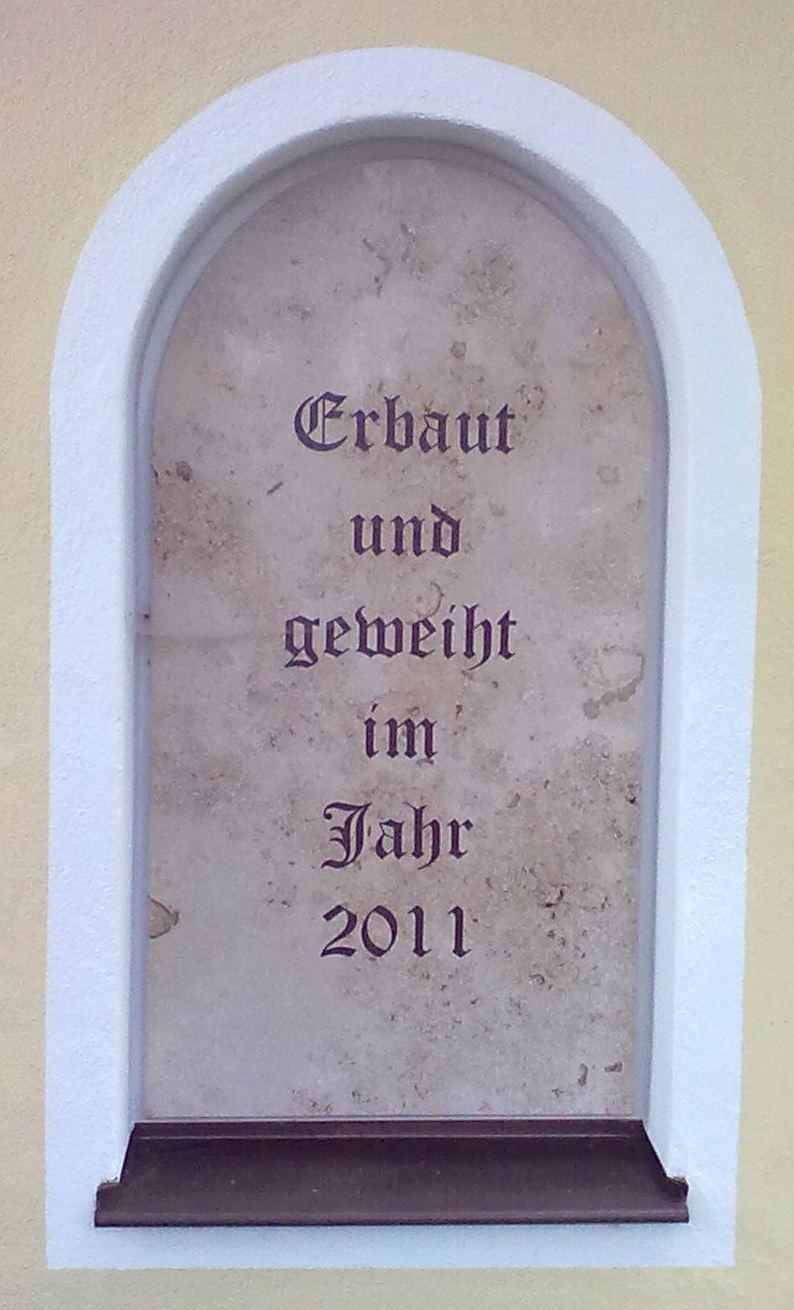 Erbaut
und
geweiht
im
Jahr
2011